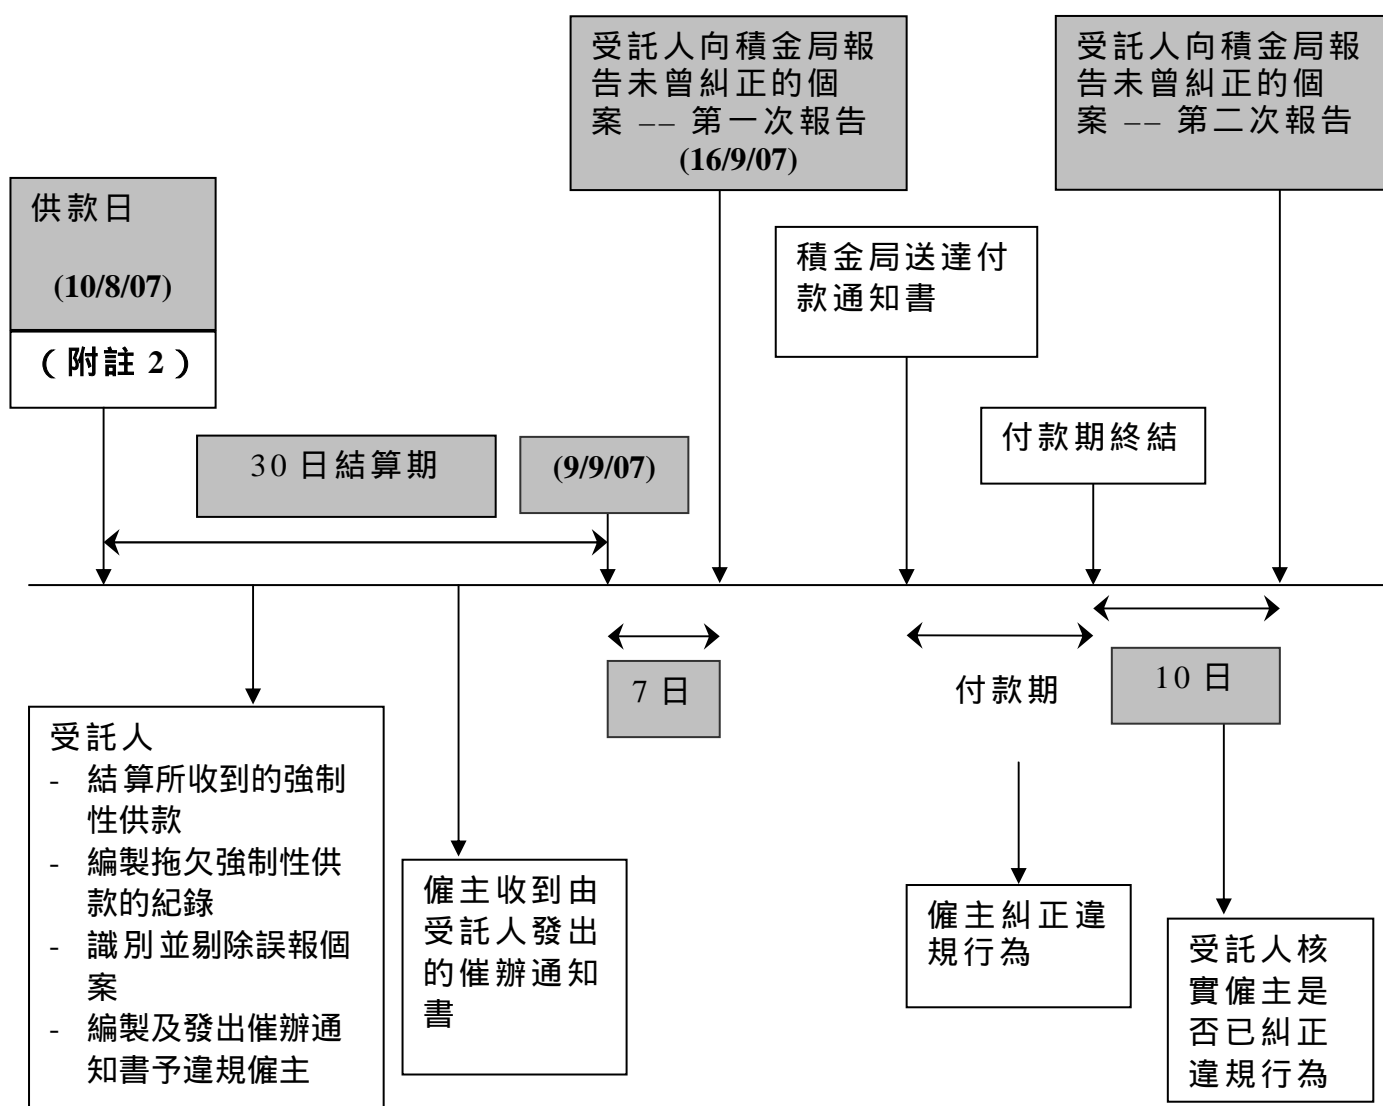 受託人向積金局報
告未曾糾正的個
案 –– 第一次報告
(16/9/07)
受託人向積金局報
告未曾糾正的個
案 –– 第二次報告
供款日
(10/8/07)
（附註 2）
積金局送達付
款通知書
付款期終結
30 日結算期
(9/9/07)
7 日
付款期
10 日
受託人
- 結算所收到的強制
性供款
- 編製拖欠強制性供
款的紀錄
- 識別並剔除誤報個
案
- 編製及發出催辦通
知書予違規僱主
僱主收到由
受託人發出
的催辦通知
書
僱主糾正違
規行為
受託人核
實僱主是
否已糾正
違規行為